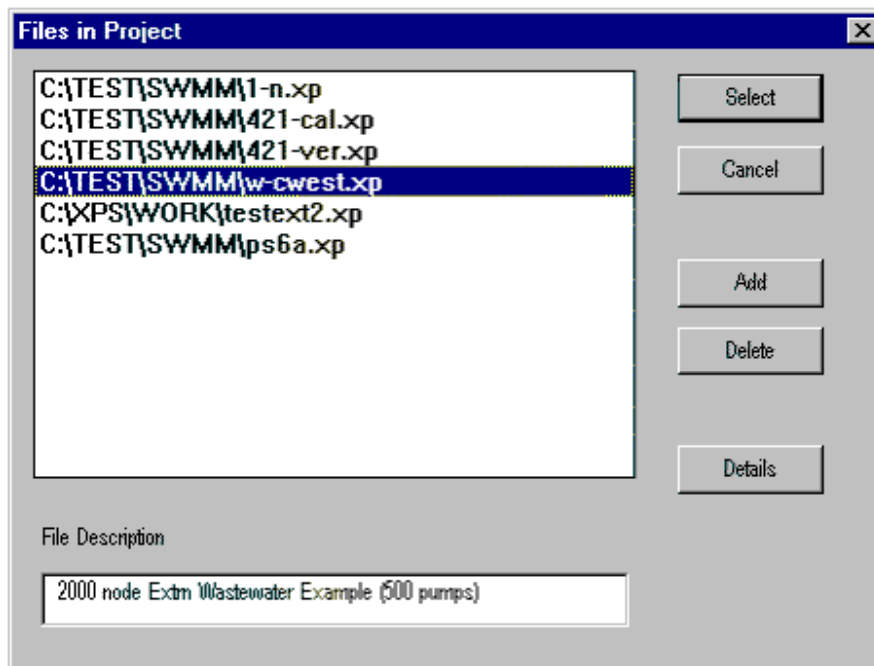 Files in Project
C:\TEST\SWMM\1-n.xp
C:\TEST\SWMM\421-cal.xp
C:\TEST\SWMM\421-ver.xp
C:\TEST\SWMM\w-cwest.xp
C:\XPS\WORK\testext2.xp
C:\TEST\SWMM\ps6a.xp
Select
Cancel
Add
Delete
Details
File Description
2000 node Extrn Wastewater Example (500 pumps)